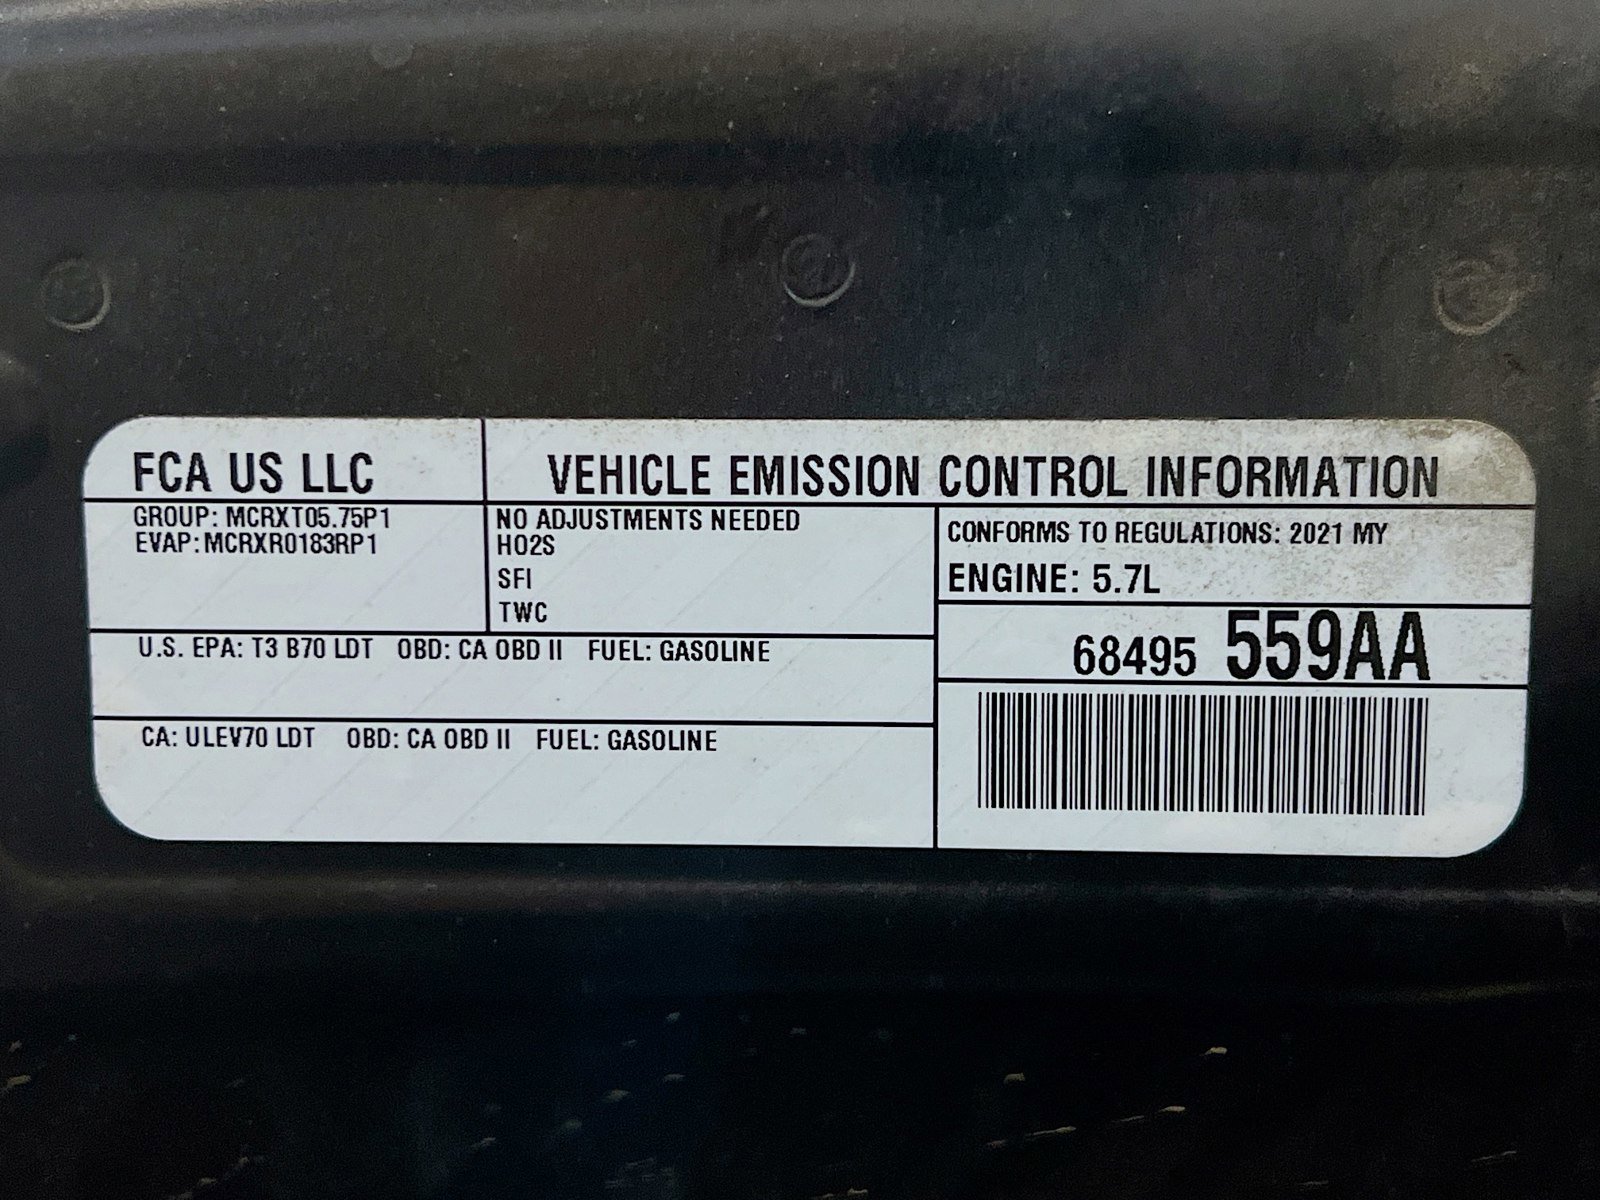 FCA US LLC
VEHICLE EMISSION CONTROL INFORMATION
GROUP: MCRXT05.75P1
EVAP: MCRXR0183RP1
NO ADJUSTMENTS NEEDED
HO2S
SFI
TWC
CONFORMS TO REGULATIONS: 2021 MY
ENGINE: 5.7L
68495 559AA
U.S. EPA: T3 B70 LDT OBD: CA OBD II FUEL: GASOLINE
CA: ULEV70 LDT OBD: CA OBD II FUEL: GASOLINE